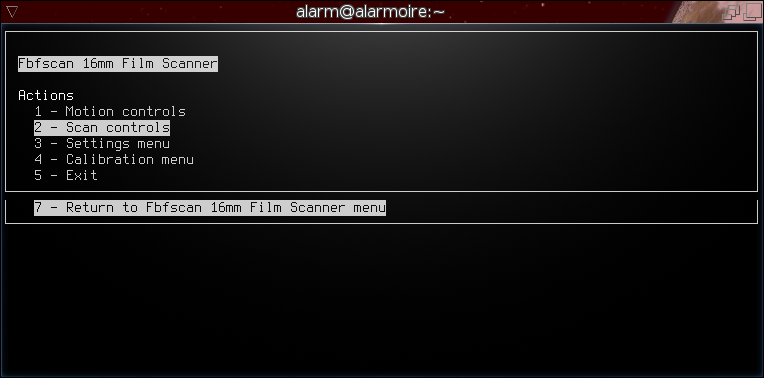 alarm@alarmoire:~
Fbfscan 16mm Film Scanner
Actions
1 - Motion controls
2 - Scan controls
3 - Settings menu
4 - Calibration menu
5 - Exit
7 - Return to Fbfscan 16mm Film Scanner menu